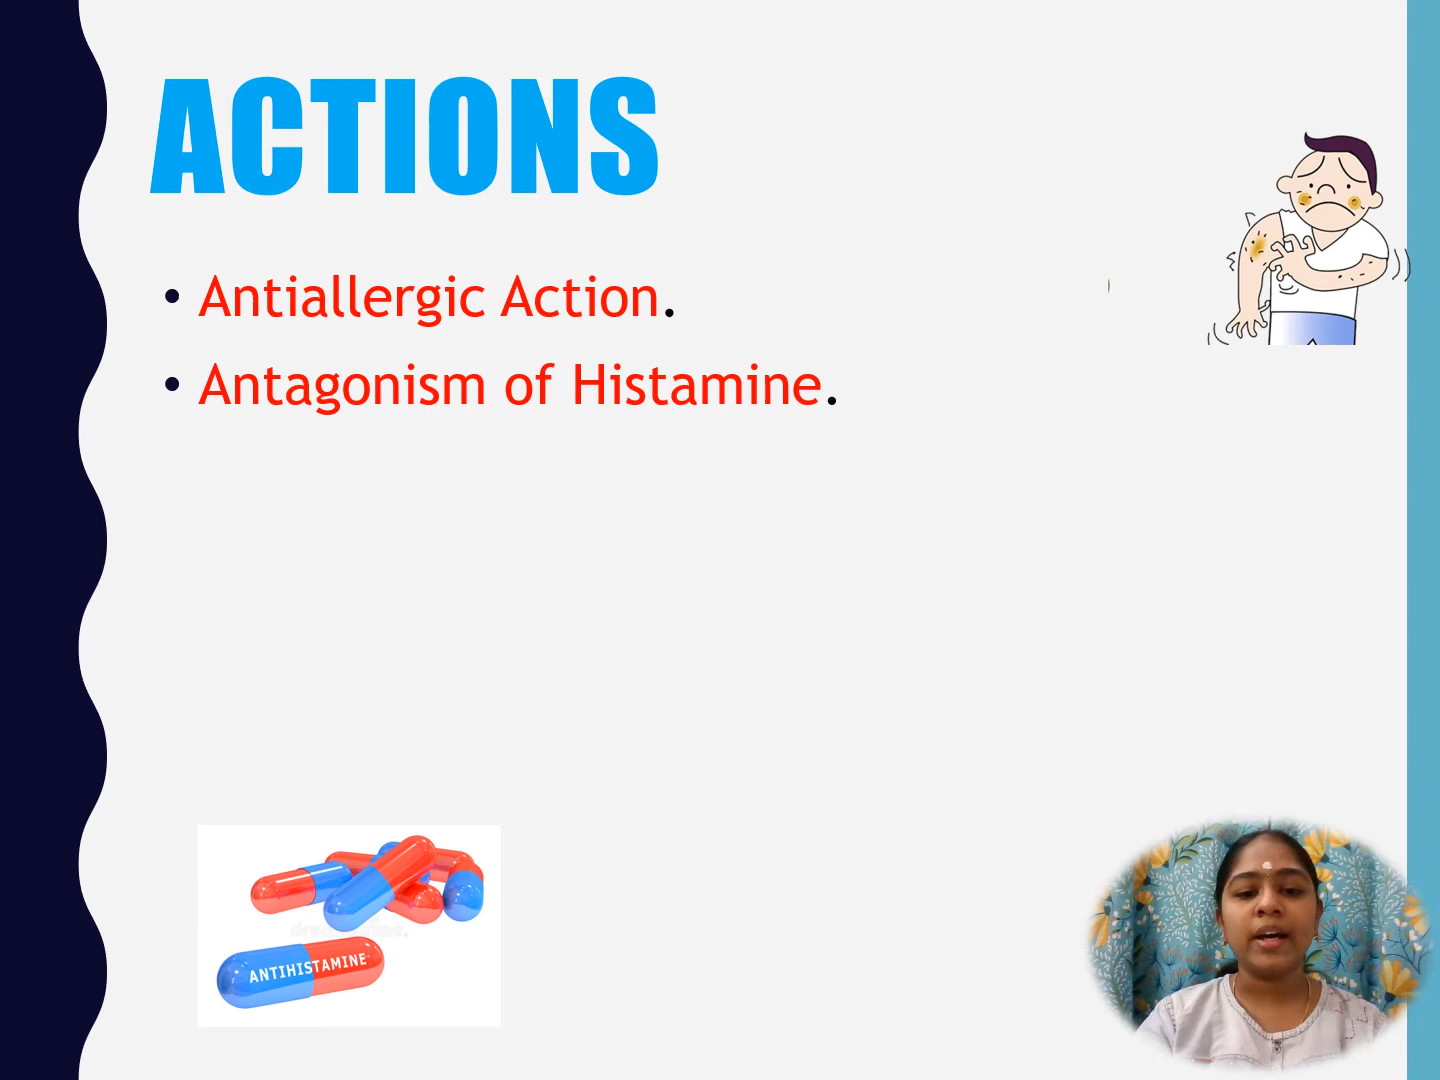 ACTIONS
• Antiallergic Action.
• Antagonism of Histamine.
ANTIHISTAMINE